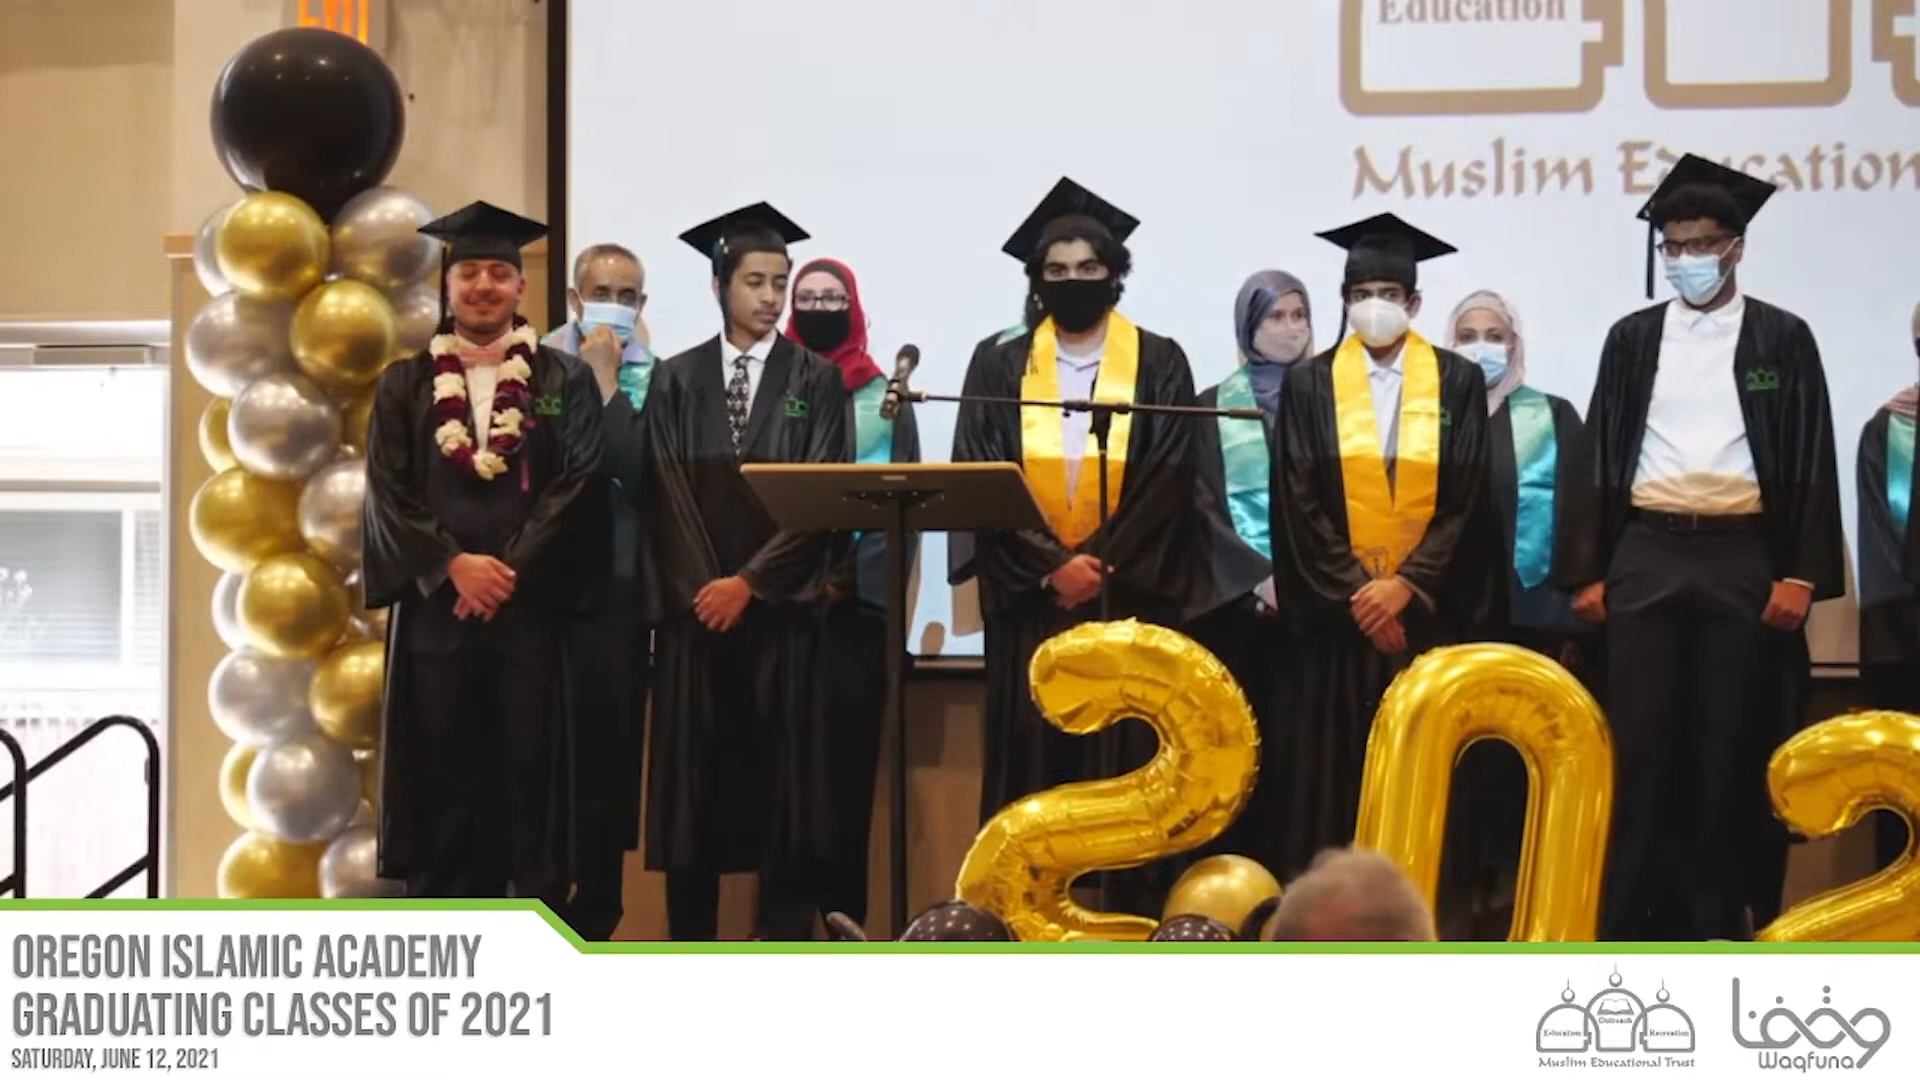 EXIT
Education
Muslim Education
202
OREGON ISLAMIC ACADEMY
GRADUATING CLASSES OF 2021
SATURDAY, JUNE 12, 2021
Education
Outreach
Recreation
Muslim Educational Trust
وقفنا
Waqfuna